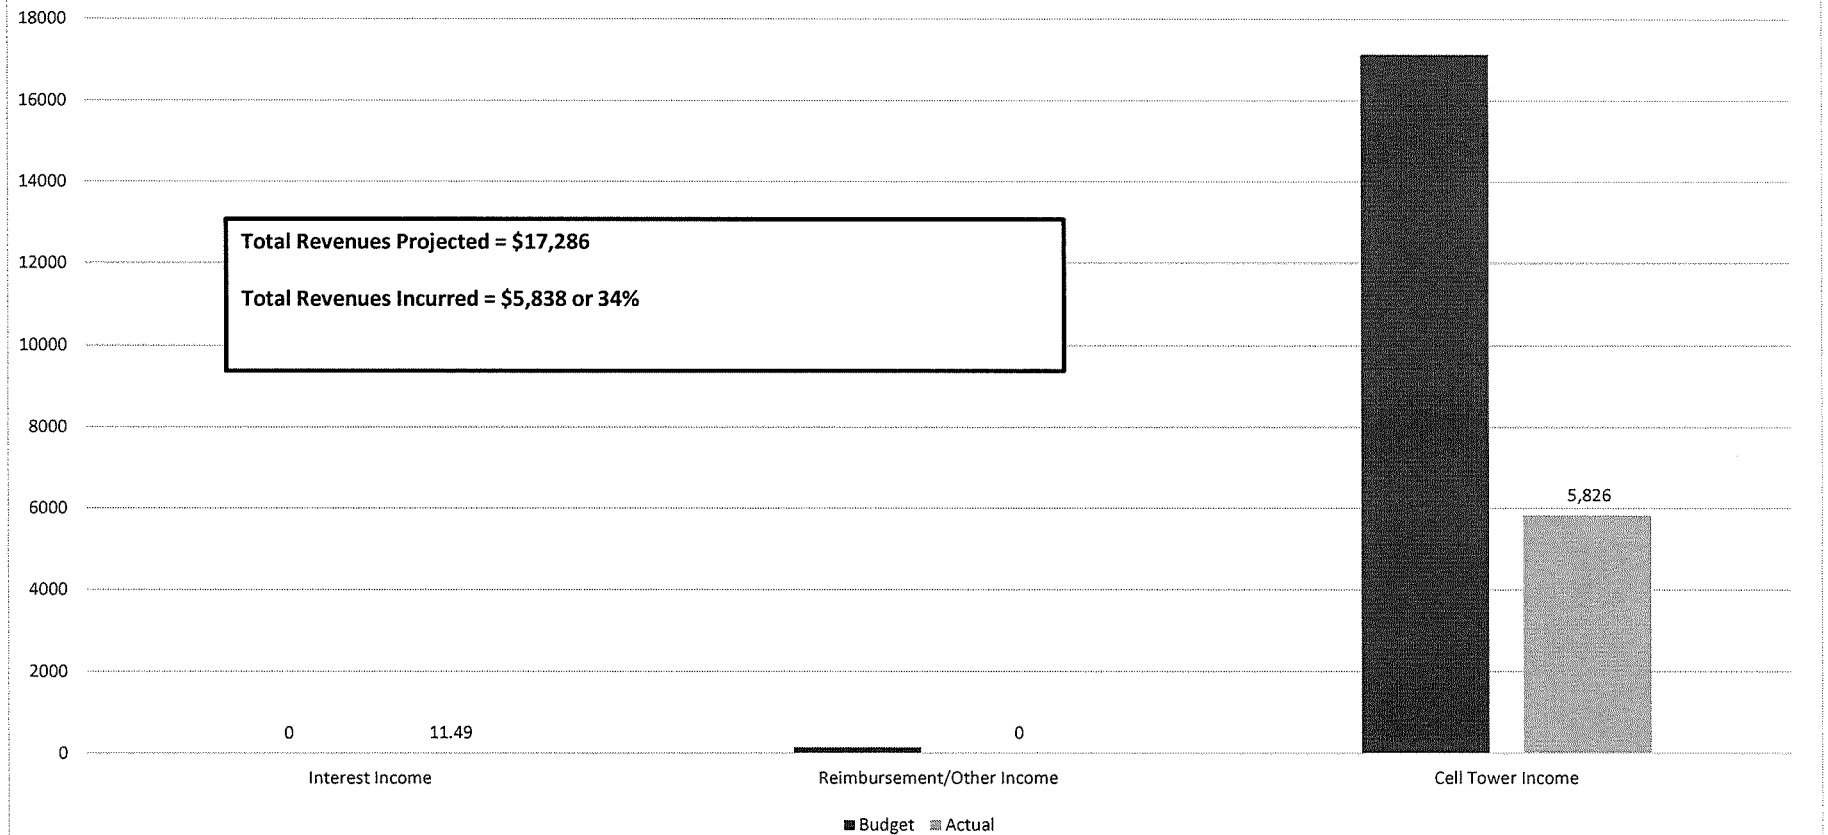 18000
16000
14000
12000
10000
8000
6000
4000
2000
0
Total Revenues Projected = $17,286
Total Revenues Incurred = $5,838 or 34%
0
11.49
0
5,826
Interest Income
Reimbursement/Other Income
Cell Tower Income
Budget
Actual